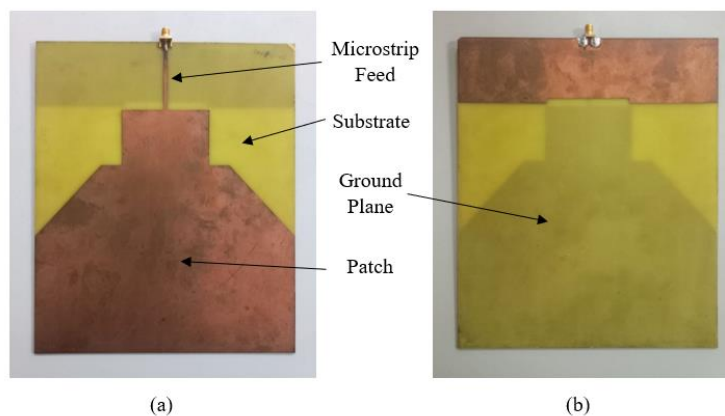 Microstrip
Feed
Substrate
Ground
Plane
Patch
(a)
(b)